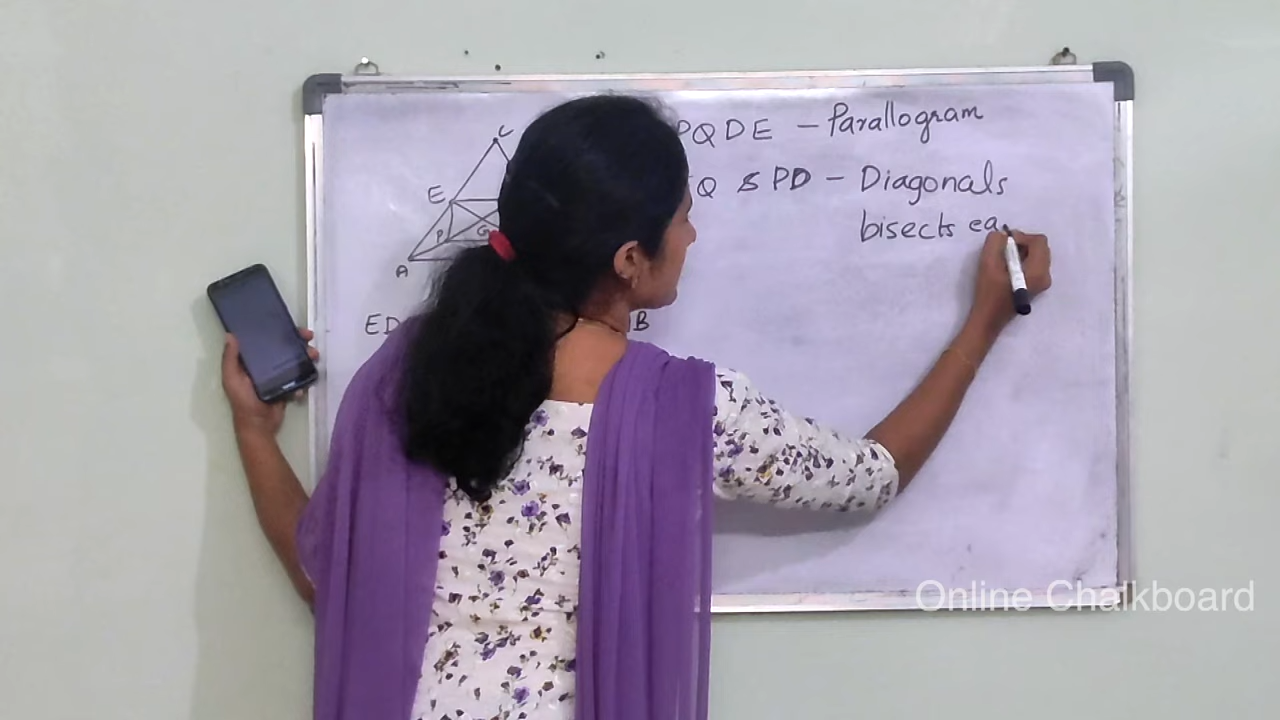 C
E
P G
A
PQDE - Parallogram
Q & PD - Diagonals
bisects ea
ED B
Online Chalkboard